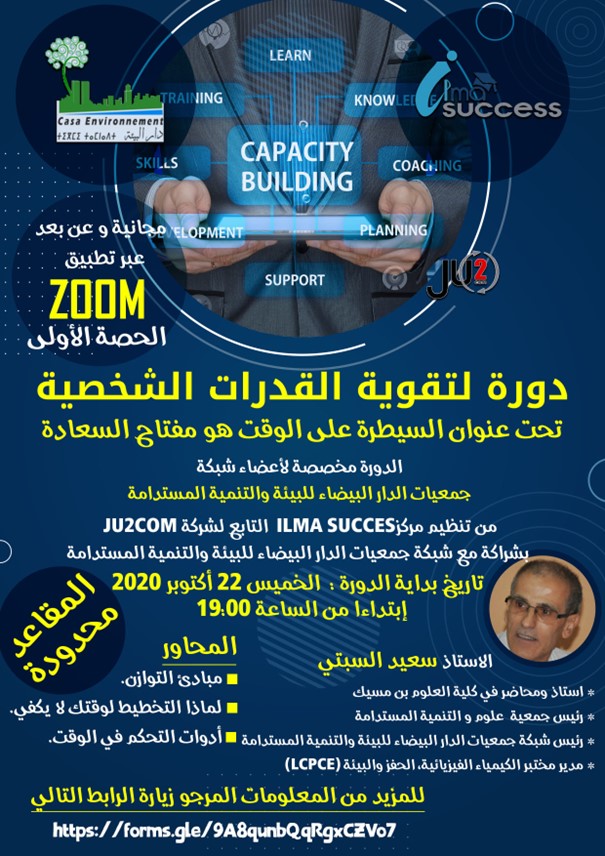 Casa Environnement
ⵜⵉⴳⵎⵎⵉ
دار البيئة
ilma
success
LEARN
TRAINING
KNOWLEDGE
SKILLS
CAPACITY
BUILDING
COACHING
DEVELOPMENT
PLANNING
SUPPORT
JU2
مجانية و عن بعد
عبر تطبيق
ZOOM
الحصة الأولى
دورة لتقوية القدرات الشخصية
تحت عنوان السيطرة على الوقت هو مفتاح السعادة
الدورة مخصصة لأعضاء شبكة
جمعيات الدار البيضاء للبيئة والتنمية المستدامة
من تنظيم مركز ILMA SUCCES التابع لشركة JU2COM
بشراكة مع شبكة جمعيات الدار البيضاء للبيئة والتنمية المستدامة
تاريخ بداية الدورة : الخميس 22 أكتوبر 2020
إبتداءا من الساعة 19:00
المقاعد
محدودة
الاستاذ سعيد السبتي
* استاذ ومحاضر في كلية العلوم بن مسيك
* رئيس جمعية علوم و التنمية المستدامة
* رئيس شبكة جمعيات الدار البيضاء للبيئة والتنمية المستدامة
* مدير مختبر الكيمياء الفيزيائية، الحفز والبيئة (LCPCE)
المحاور
■ مبادئ التوازن.
■ لماذا التخطيط لوقتك لا يكفي.
■ أدوات التحكم في الوقت.
للمزيد من المعلومات المرجو زيارة الرابط التالي
https://forms.gle/9A8qunbQqRgxCZVo7